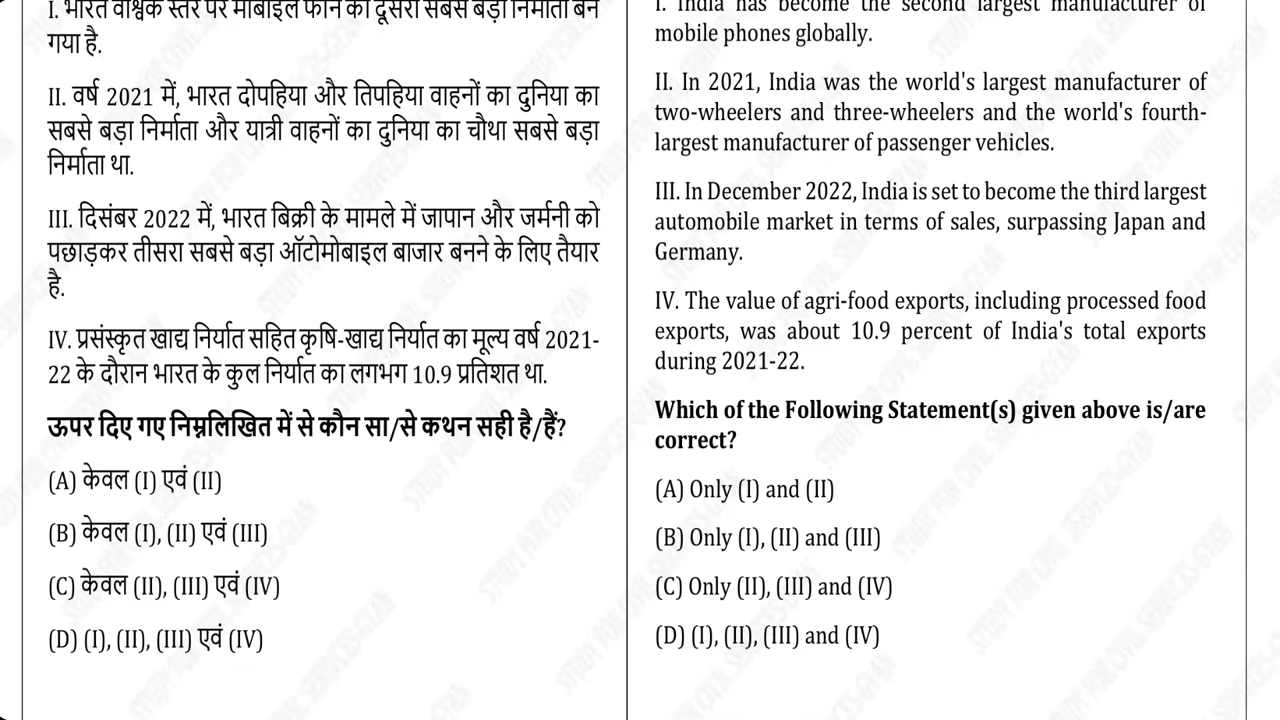 I. भारत वैश्विक स्तर पर मोबाइल फोन का दूसरा सबसे बड़ा निर्माता बन
गया है.
II. वर्ष 2021 में, भारत दोपहिया और तिपहिया वाहनों का दुनिया का
सबसे बड़ा निर्माता और यात्री वाहनों का दुनिया का चौथा सबसे बड़ा
निर्माता था.
III. दिसंबर 2022 में, भारत बिक्री के मामले में जापान और जर्मनी को
पछाड़कर तीसरा सबसे बड़ा ऑटोमोबाइल बाजार बनने के लिए तैयार
है.
IV. प्रसंस्कृत खाद्य निर्यात सहित कृषि-खाद्य निर्यात का मूल्य वर्ष 2021-
22 के दौरान भारत के कुल निर्यात का लगभग 10.9 प्रतिशत था.
ऊपर दिए गए निम्नलिखित में से कौन सा/से कथन सही है/हैं?
(A) केवल (I) एवं (II)
(B) केवल (I), (II) एवं (III)
(C) केवल (II), (III) एवं (IV)
(D) (I), (II), (III) एवं (IV)
I. India has become the second largest manufacturer of
mobile phones globally.
II. In 2021, India was the world's largest manufacturer of
two-wheelers and three-wheelers and the world's fourth-
largest manufacturer of passenger vehicles.
III. In December 2022, India is set to become the third largest
automobile market in terms of sales, surpassing Japan and
Germany.
IV. The value of agri-food exports, including processed food
exports, was about 10.9 percent of India's total exports
during 2021-22.
Which of the Following Statement(s) given above is/are
correct?
(A) Only (I) and (II)
(B) Only (I), (II) and (III)
(C) Only (II), (III) and (IV)
(D) (I), (II), (III) and (IV)
STUDY FOR CIVIL SERVICES-GYAN